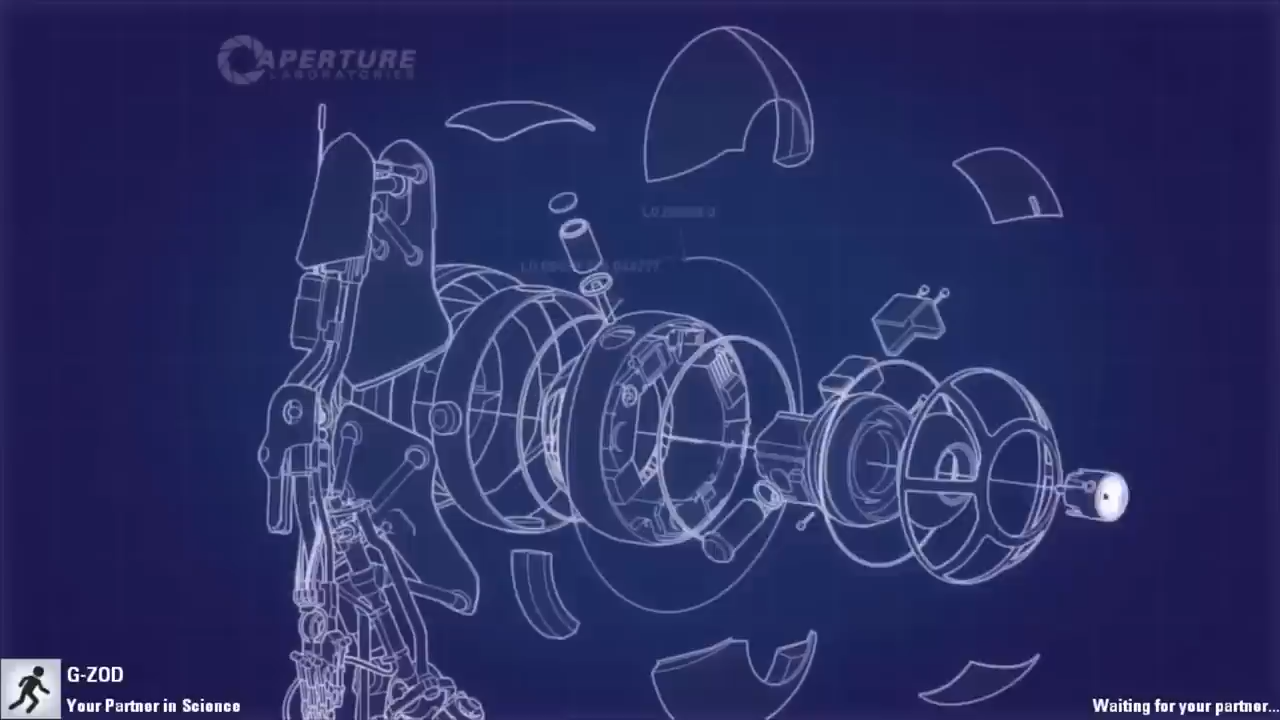 APERTURE
LABORATORIES
G-ZOD
Your Partner in Science
Waiting for your partner...